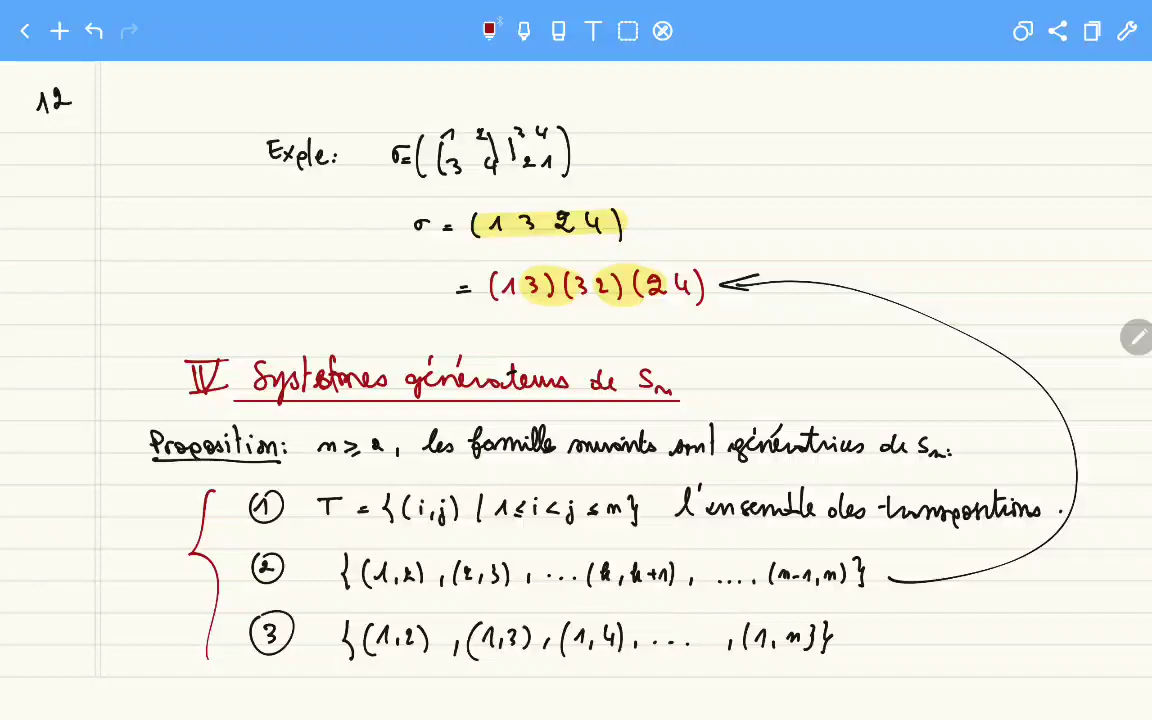 12
Exple: σ = ( 1 2 3 4
3 4 2 1 )
σ = (1 3 2 4)
= (1 3)(3 2)(2 4)
IV Systèmes générateurs de Sn
Proposition: n ≥ 2, les famille suivants sont génératrices de Sn:
① T = {(i,j) / 1 ≤ i < j ≤ n} l'ensemble des transpositions.
② {(1,2), (2,3), ... (k, k+1), .... (n-1,n)}
③ {(1,2), (1,3), (1,4), ... , (1, n)}